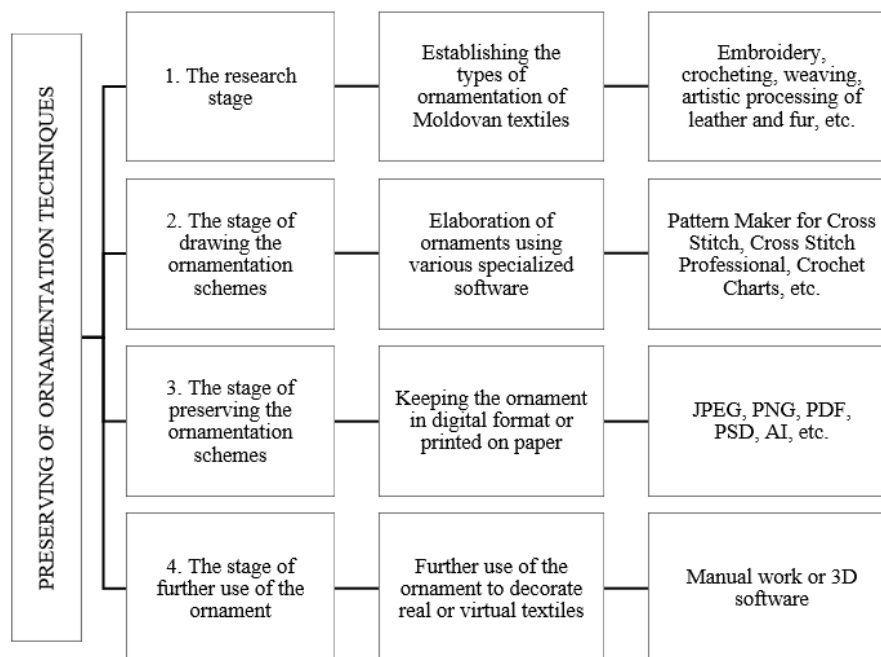 PRESERVING OF ORNAMENTATION TECHNIQUES
1. The research
stage
Establishing the
types of
ornamentation of
Moldovan textiles
Embroidery,
crocheting, weaving,
artistic processing of
leather and fur, etc.
2. The stage of
drawing the
ornamentation
schemes
Elaboration of
ornaments using
various specialized
software
Pattern Maker for Cross
Stitch, Cross Stitch
Professional, Crochet
Charts, etc.
3. The stage of
preserving the
ornamentation
schemes
Keeping the ornament
in digital format or
printed on paper
JPEG, PNG, PDF,
PSD, AI, etc.
4. The stage of
further use of the
ornament
Further use of the
ornament to decorate
real or virtual textiles
Manual work or 3D
software